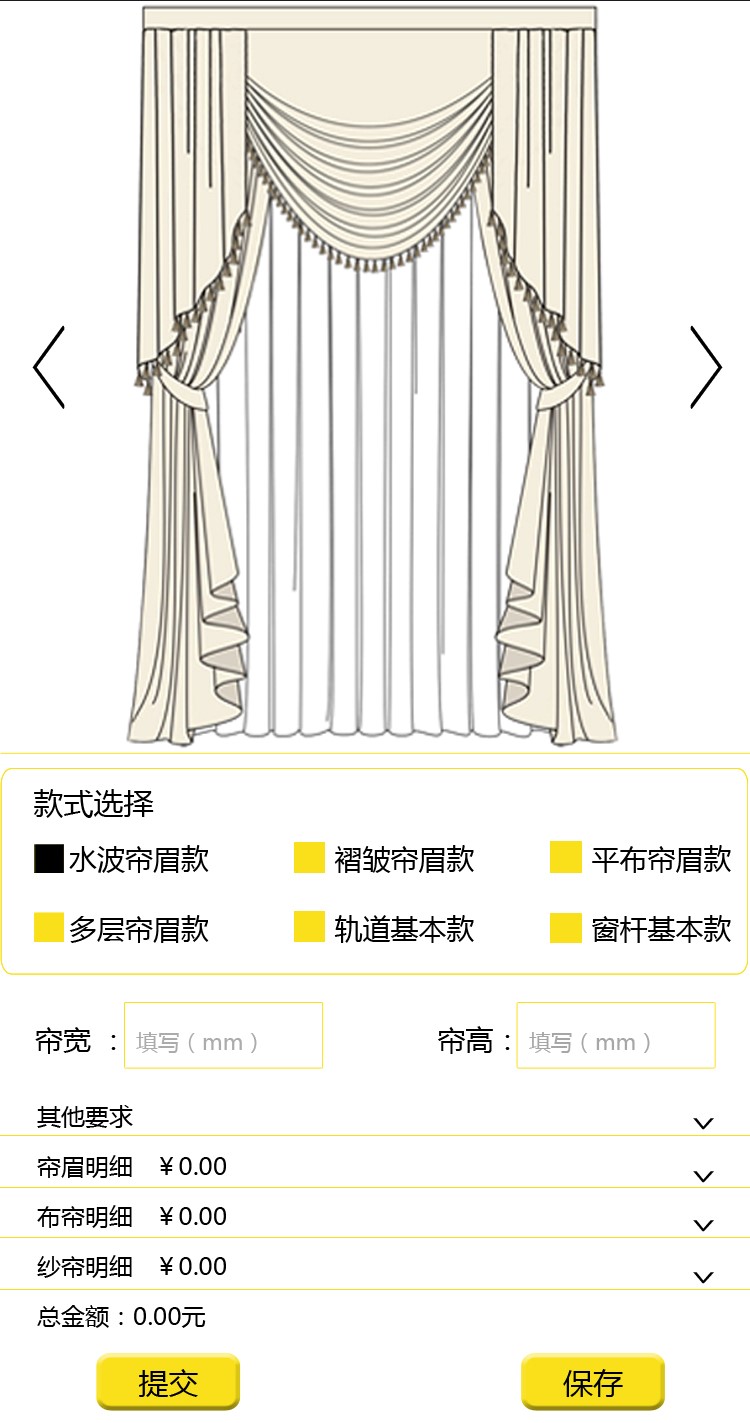 款式选择
水波帘眉款 褶皱帘眉款 平布帘眉款
多层帘眉款 轨道基本款 窗杆基本款
帘宽 : 填写（mm） 帘高 : 填写（mm）
其他要求
帘眉明细 ¥0.00
布帘明细 ¥0.00
纱帘明细 ¥0.00
总金额：0.00元
提交 保存